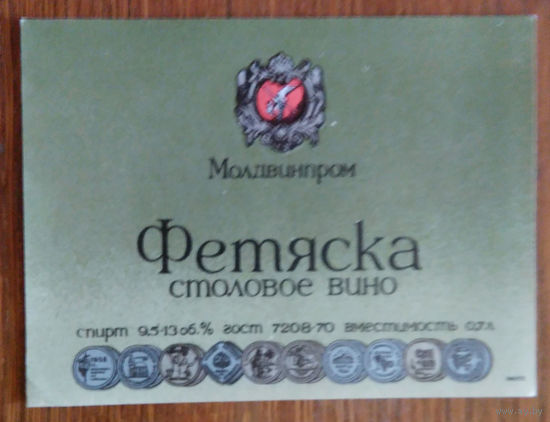 Молдвинпром
Фетяска
столовое вино
спирт 9.5-13 об.% гост 7208-70 вместимость 0,7 л